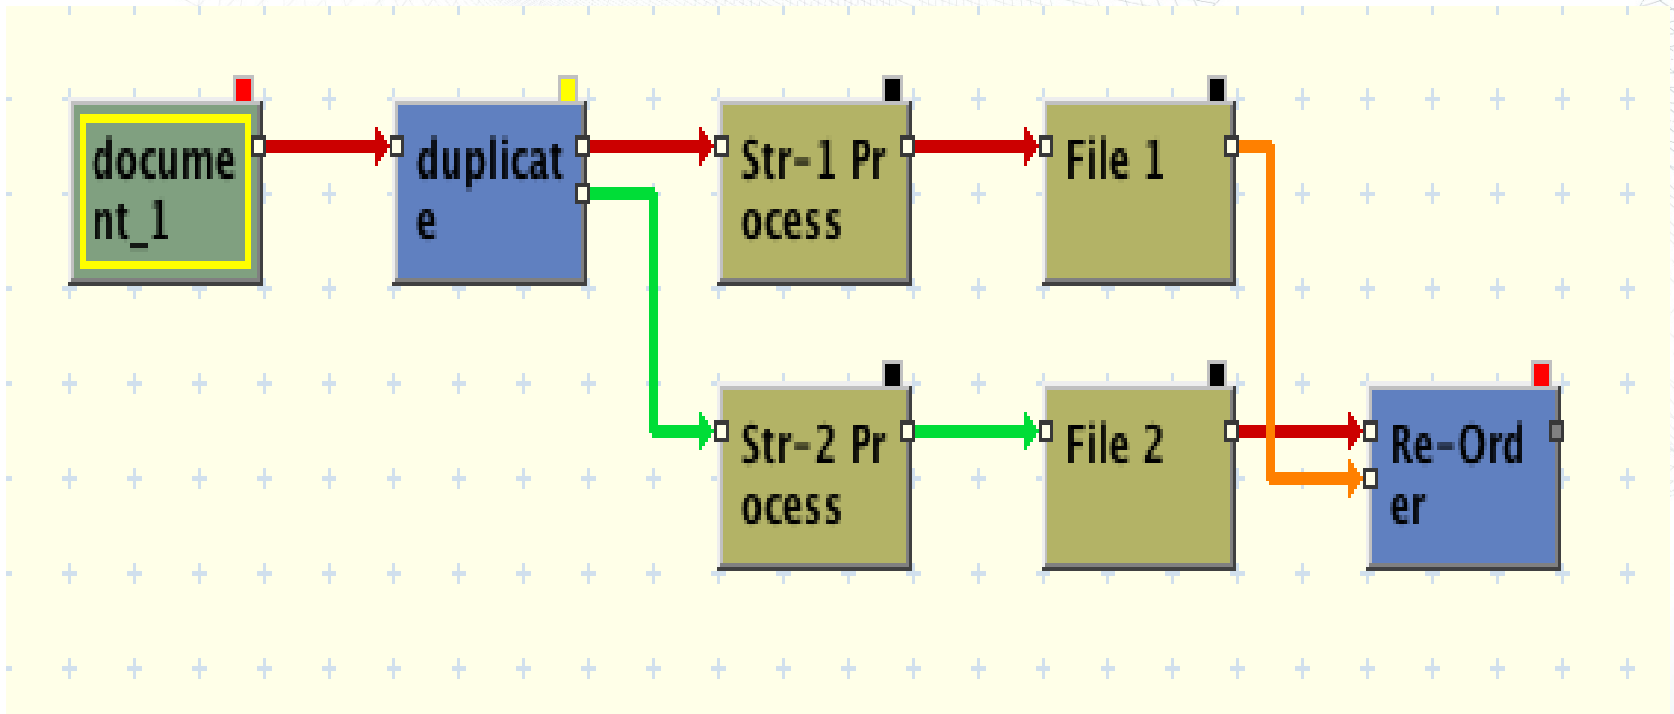 docume
nt_1
duplicat
e
Str-1 Pr
ocess
File 1
Str-2 Pr
ocess
File 2
Re-Ord
er